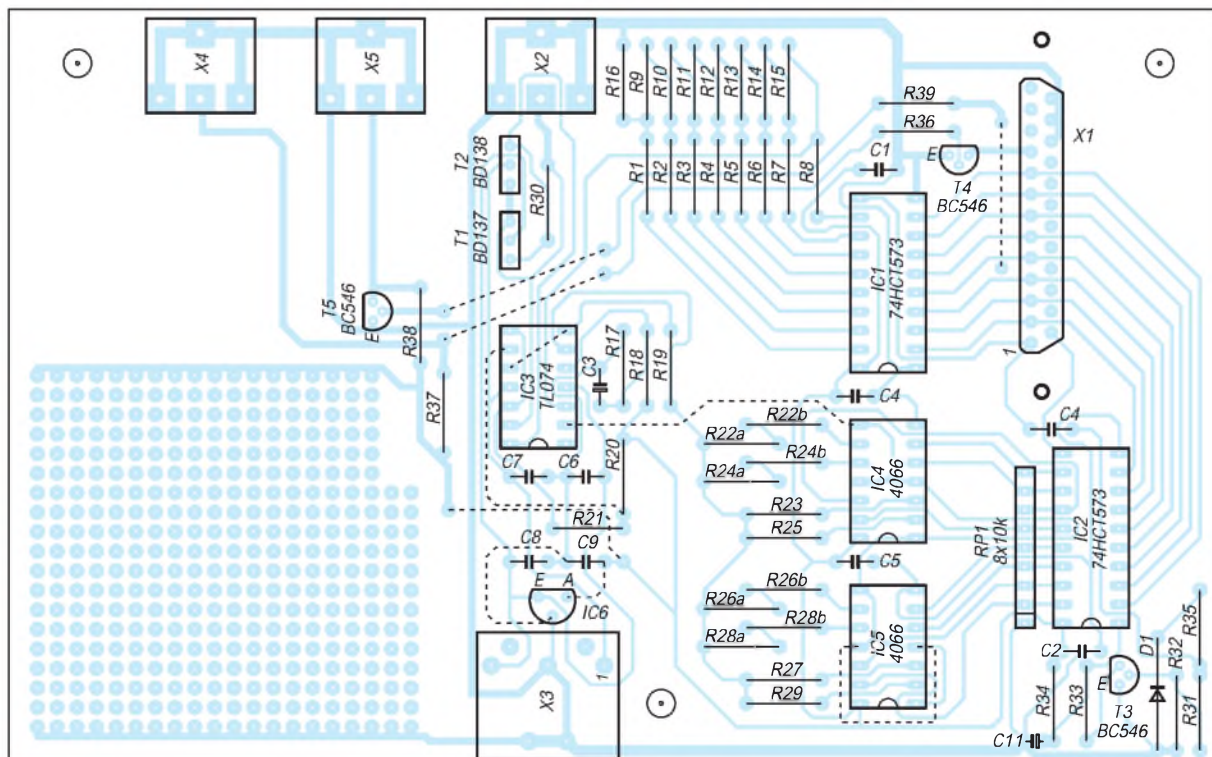 X4
X5
X2
R16
R9
R10
R11
R12
R13
R14
R15
R39
R36
X1
E
T4
BC546
C1
T2
BD138
R30
R1
R2
R3
R4
R5
R6
R7
R8
T1
BD137
IC1
74HCT573
T5
BC546
E
R38
1
IC3
TL074
C3
R17
R18
R19
R37
C4
C4
R22b
R22a
R24b
R24a
IC4
4066
R20
C7
C6
R23
R21
R25
RP1
8x10k
IC2
74HCT573
C8
C9
C5
E
A
IC6
R26b
R26a
R28b
R28a
IC5
4066
R35
C2
D1
R32
X3
1
R27
R29
R34
R33
E
T3
BC546
R31
C11